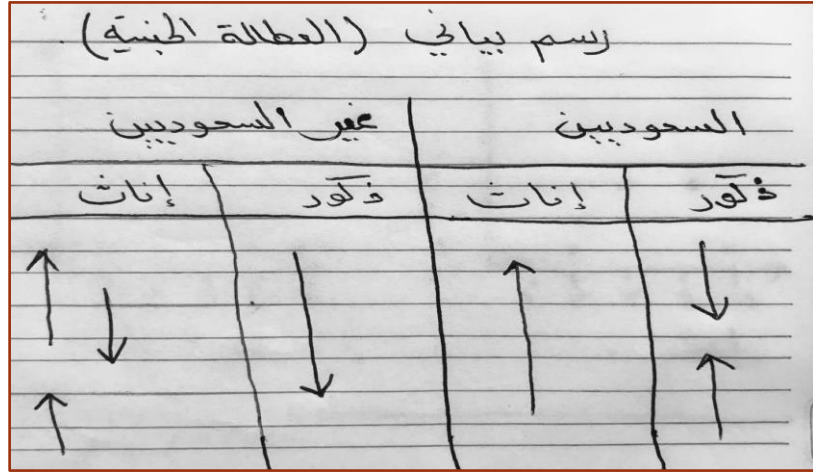 رسم بياني (العطالة الجنسية)
السعوديين غير السعوديين
ذكور إناث ذكور إناث